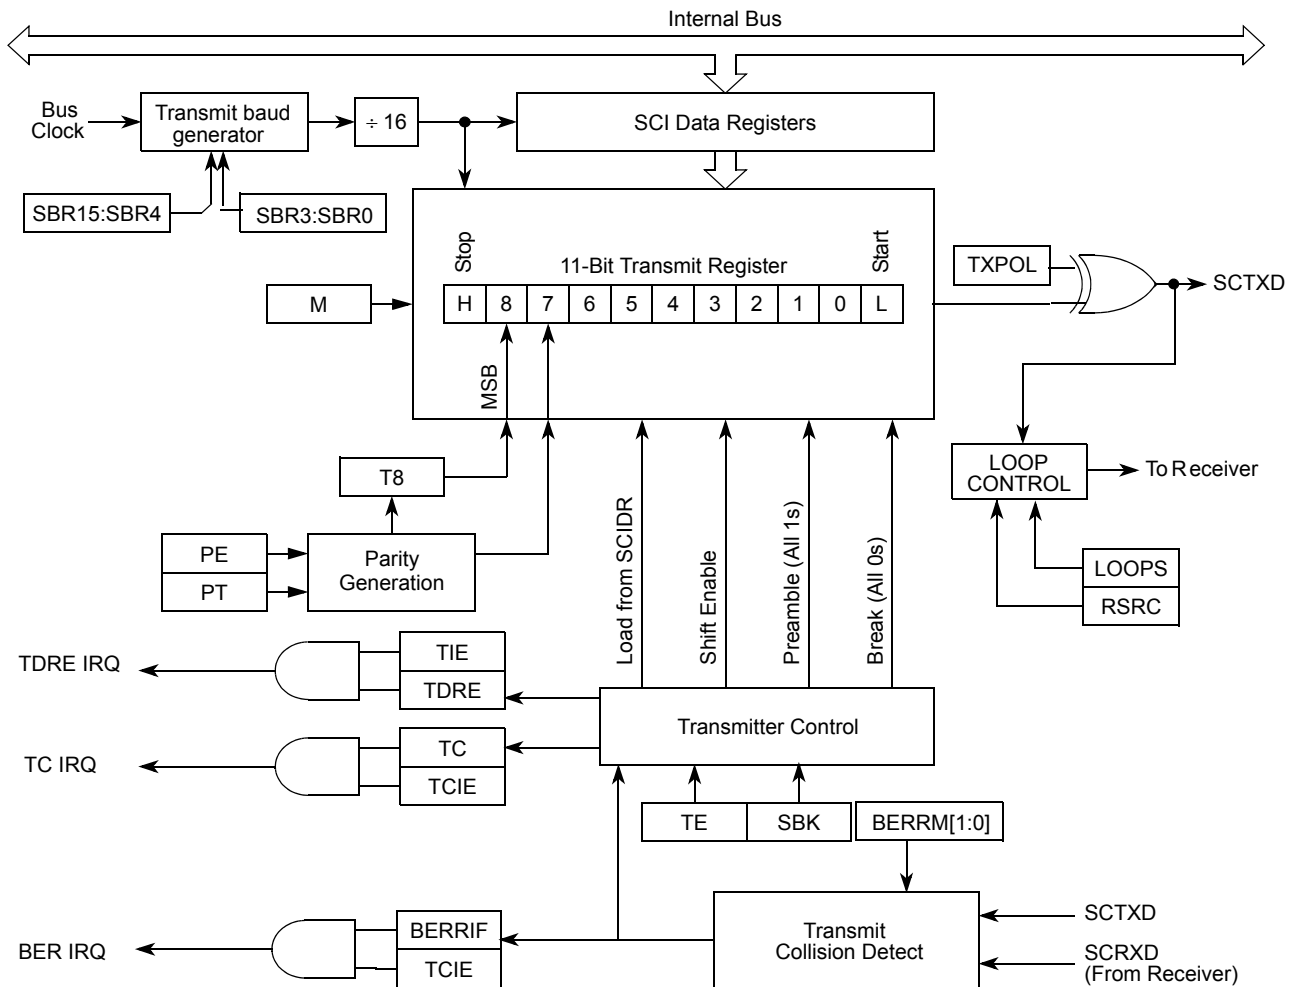 Internal Bus
Bus
Clock
Transmit baud
generator
÷ 16
SCI Data Registers
SBR15:SBR4
SBR3:SBR0
Stop
11-Bit Transmit Register
Start
H 8 7 6 5 4 3 2 1 0 L
M
MSB
TXPOL
SCTXD
LOOP
CONTROL
To Receiver
LOOPS
RSRC
T8
PE
PT
Parity
Generation
Load from SCIDR
Shift Enable
Preamble (All 1s)
Break (All 0s)
TDRE IRQ
TIE
TDRE
TC IRQ
TC
TCIE
Transmitter Control
TE
SBK
BERRM[1:0]
BER IRQ
BERRIF
TCIE
Transmit
Collision Detect
SCTXD
SCRXD
(From Receiver)